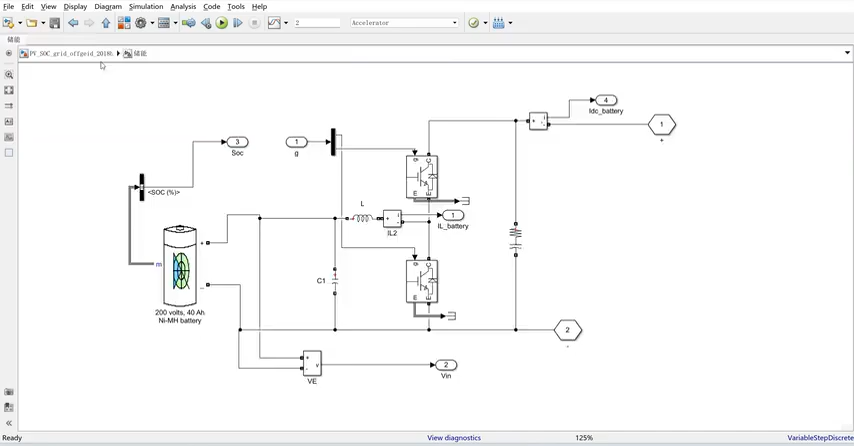 File Edit View Display Diagram Simulation Analysis Code Tools Help
2
Accelerator
储能
PV_SOC_grid_offgrid_2018b 储能
4
Idc_battery
1
+
3
Soc
1
g
<SOC (%)>
g
C
E
E
L
i
+
-
IL2
1
IL_battery
m
+
_
C1
g
C
E
E
200 volts, 40 Ah
Ni-MH battery
2
-
+
-
v
VE
2
Vin
Ready
View diagnostics
125%
VariableStepDiscrete